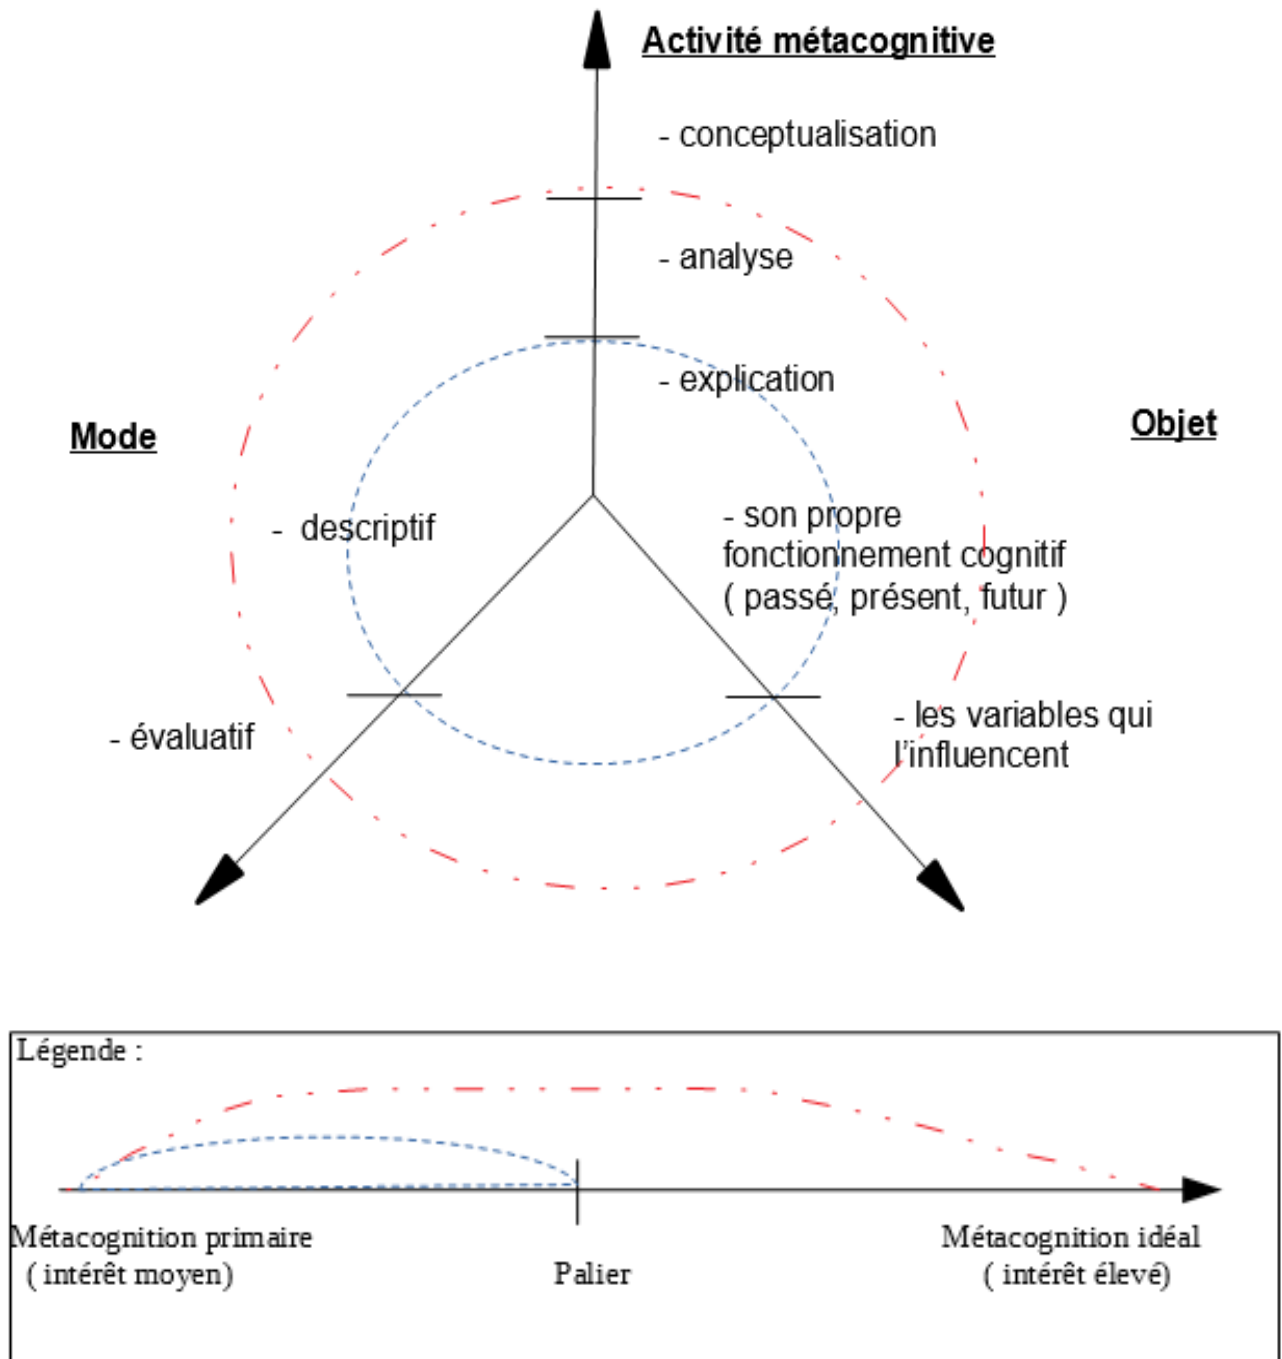 Activité métacognitive
- conceptualisation
- analyse
- explication
Mode
Objet
- descriptif
- son propre
fonctionnement cognitif
( passé, présent, futur )
- évaluatif
- les variables qui
l'influencent
Légende :
Métacognition primaire
( intérêt moyen)
Palier
Métacognition idéal
( intérêt élevé)